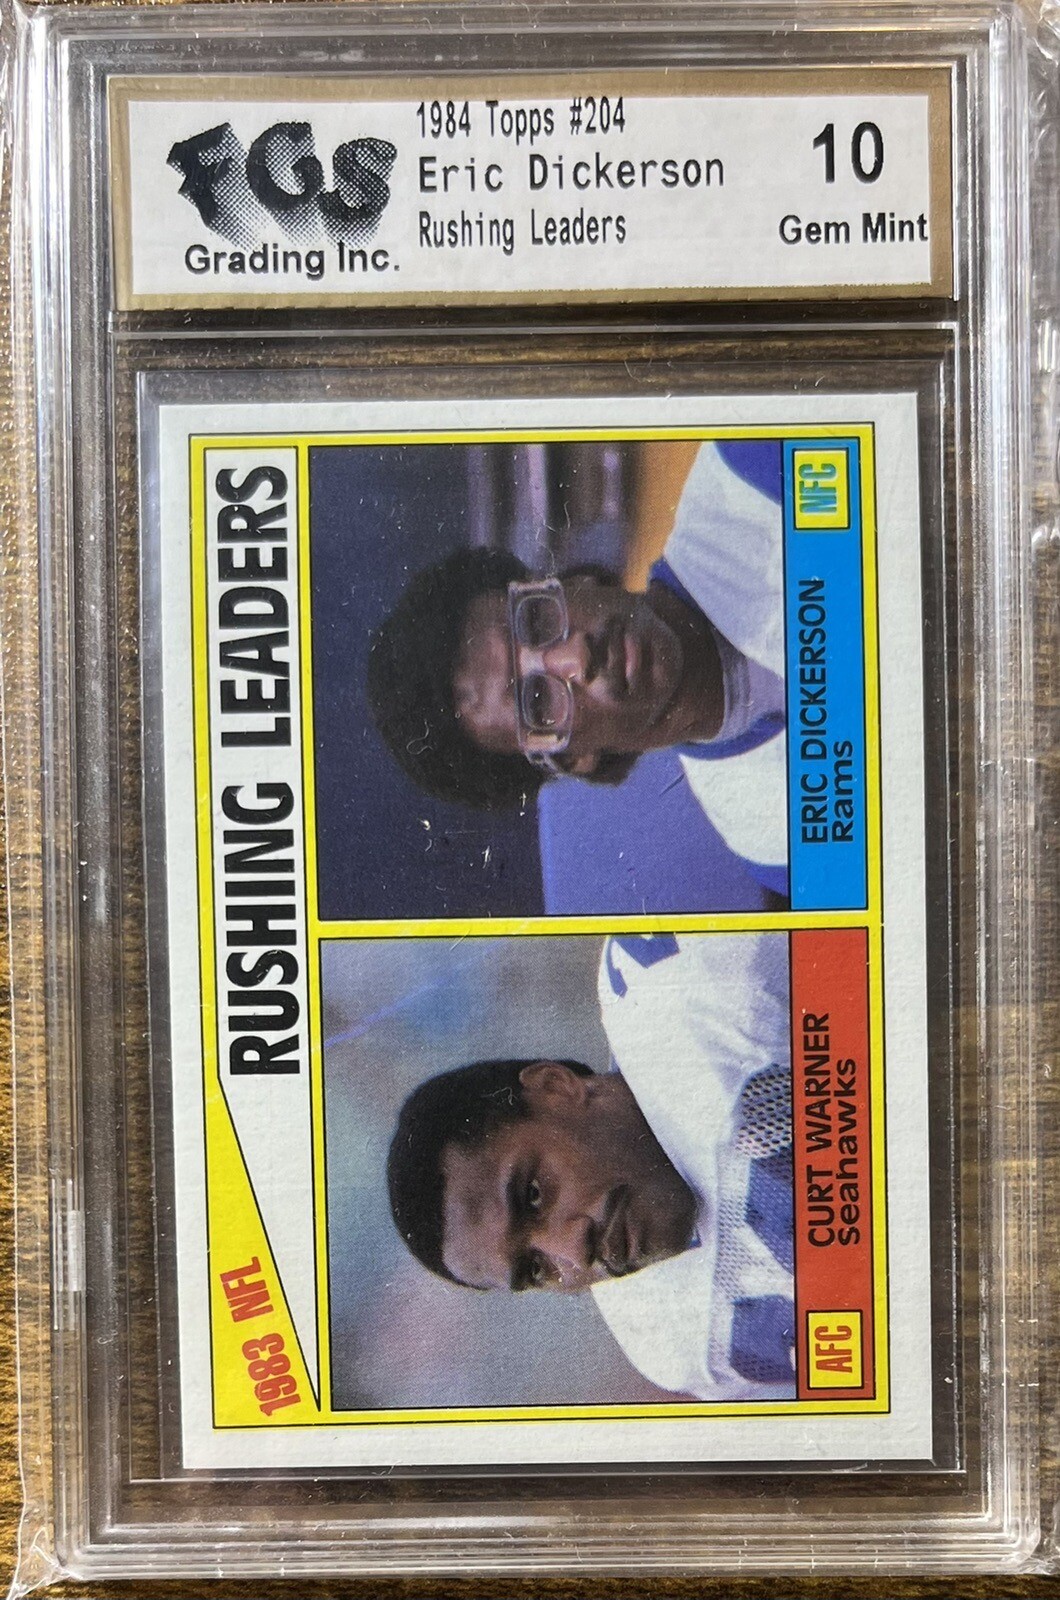 FGS
Grading Inc.
1984 Topps #204
Eric Dickerson
Rushing Leaders
10
Gem Mint
1983 NFL
RUSHING LEADERS
CURT WARNER
Seahawks
AFC
ERIC DICKERSON
Rams
NFC